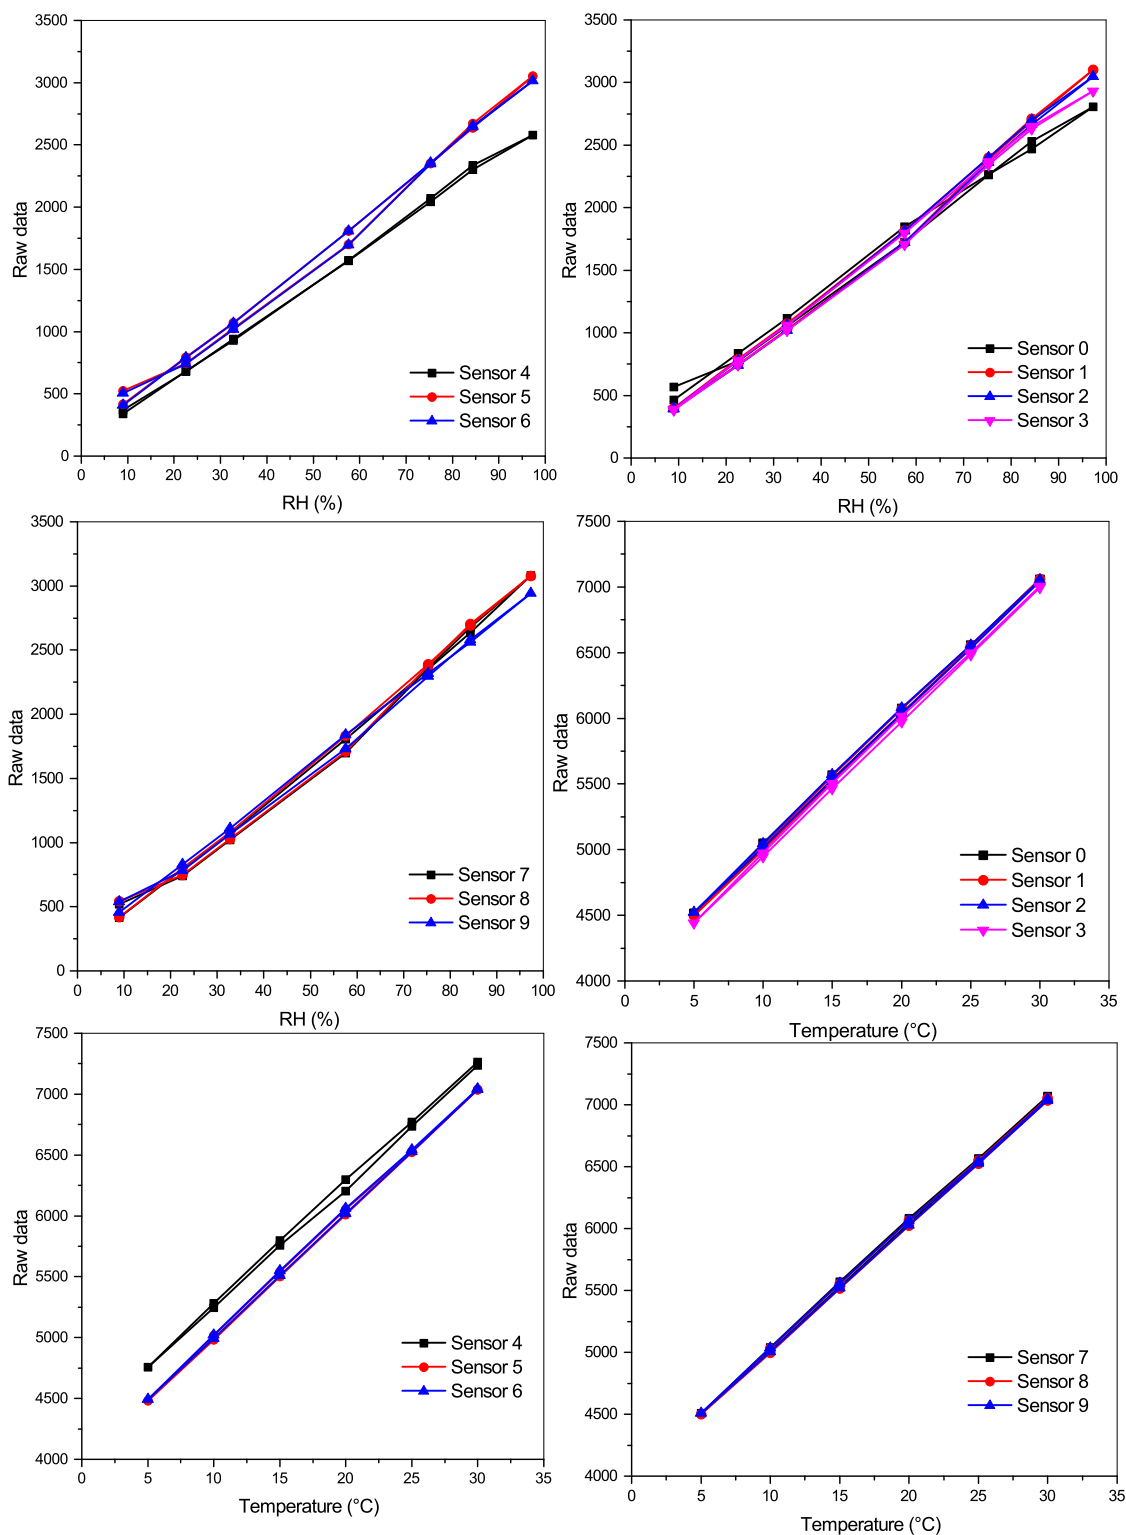 3500
3000
2500
2000
1500
1000
500
0
Raw data
0 10 20 30 40 50 60 70 80 90 100
RH (%)
Sensor 4
Sensor 5
Sensor 6
3500
3000
2500
2000
1500
1000
500
0
Raw data
0 10 20 30 40 50 60 70 80 90 100
RH (%)
Sensor 0
Sensor 1
Sensor 2
Sensor 3
3500
3000
2500
2000
1500
1000
500
0
Raw data
0 10 20 30 40 50 60 70 80 90 100
RH (%)
Sensor 7
Sensor 8
Sensor 9
7500
7000
6500
6000
5500
5000
4500
4000
Raw data
0 5 10 15 20 25 30 35
Temperature (°C)
Sensor 0
Sensor 1
Sensor 2
Sensor 3
7500
7000
6500
6000
5500
5000
4500
4000
Raw data
0 5 10 15 20 25 30 35
Temperature (°C)
Sensor 4
Sensor 5
Sensor 6
7500
7000
6500
6000
5500
5000
4500
4000
Raw data
0 5 10 15 20 25 30 35
Temperature (°C)
Sensor 7
Sensor 8
Sensor 9